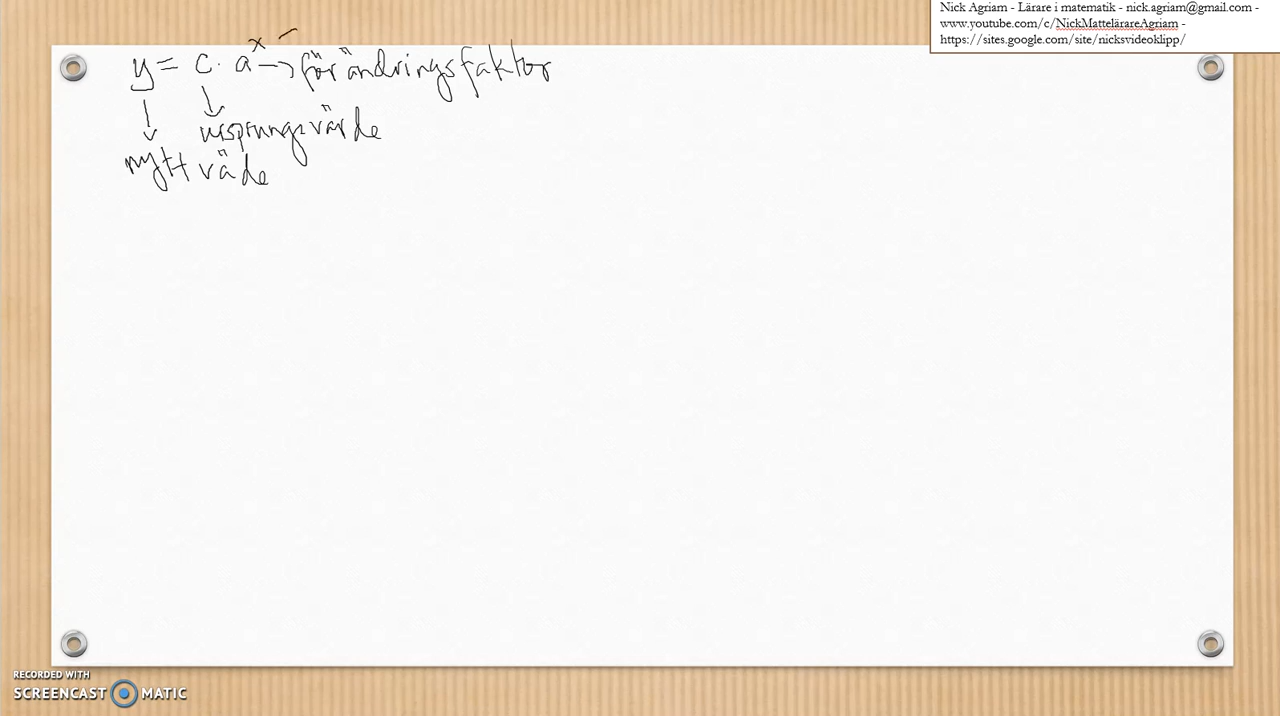 Nick Agriam - Lärare i matematik - nick.agriam@gmail.com -
www.youtube.com/c/NickMattelärareAgriam -
https://sites.google.com/site/nicksvideoklipp/
y = c · a^x → förändringsfaktor
ursprungsvärde
nytt väde
RECORDED WITH
SCREENCAST MATIC